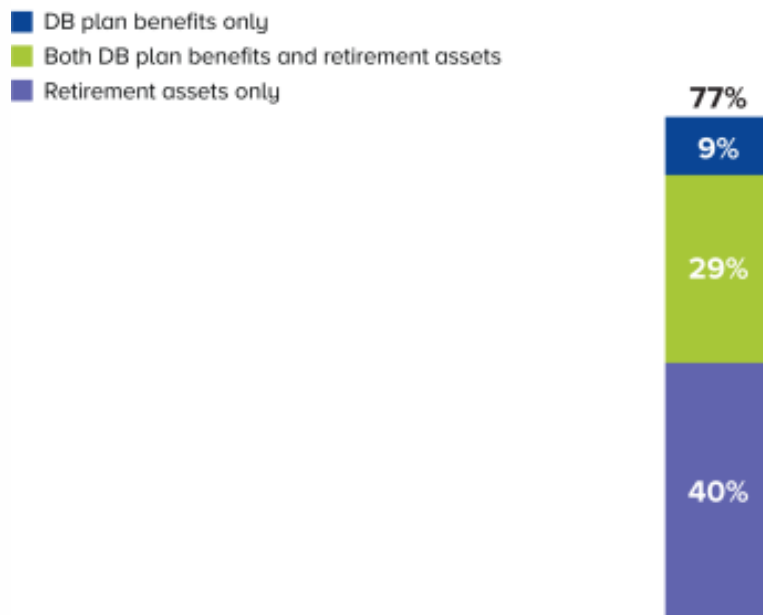 DB plan benefits only
Both DB plan benefits and retirement assets
Retirement assets only
77%
9%
29%
40%